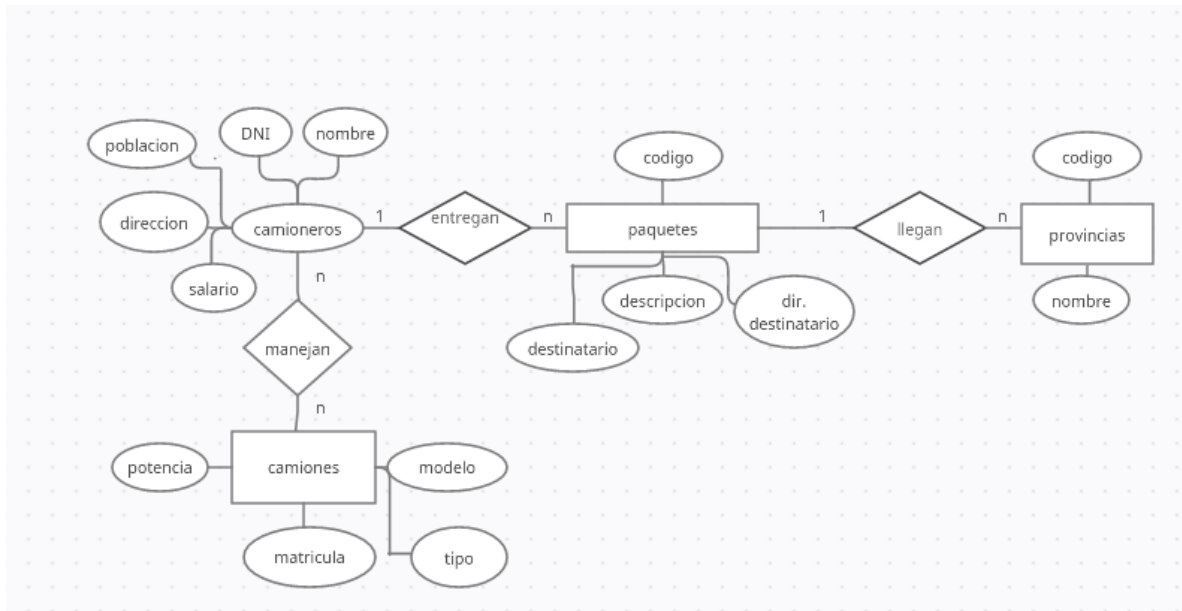 DNI
nombre
poblacion
codigo
codigo
direccion
camioneros
1
entregan
n
paquetes
1
llegan
n
provincias
salario
n
descripcion
dir.
destinatario
nombre
manejan
destinatario
n
potencia
camiones
modelo
matricula
tipo